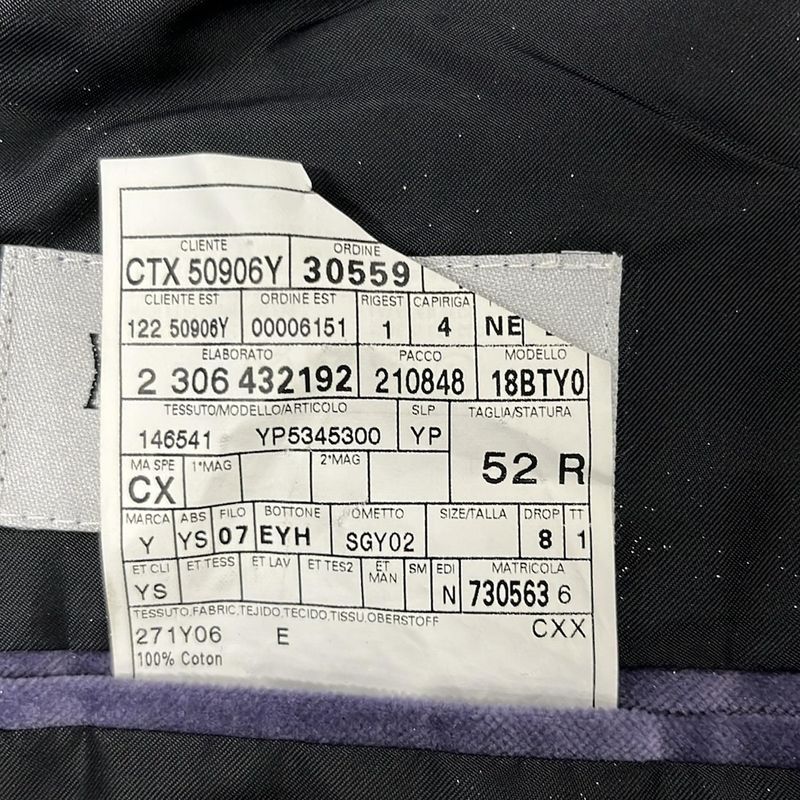 CLIENTE ORDINE
CTX 50906Y 30559
CLIENTE EST ORDINE EST RIGEST CAPIRIGA
122 50906Y 00006151 1 4 NE
ELABORATO PACCO MODELLO
2 306 432192 210848 18BTY0
TESSUTO/MODELLO/ARTICOLO SLP TAGLIA/STATURA
146541 YP5345300 YP 52 R
MA SPE 1°MAG 2°MAG
CX
MARCA ABS FILO BOTTONE OMETTO SIZE/TALLA DROP TT
Y YS 07 EYH SGY02 8 1
ET CLI ET TESS ET LAV ET TES2 ET MAN SM EDI MATRICOLA
YS N 730563 6
TESSUTO,FABRIC,TEJIDO,TECIDO,TISSU,OBERSTOFF
271Y06 E CXX
100% Coton